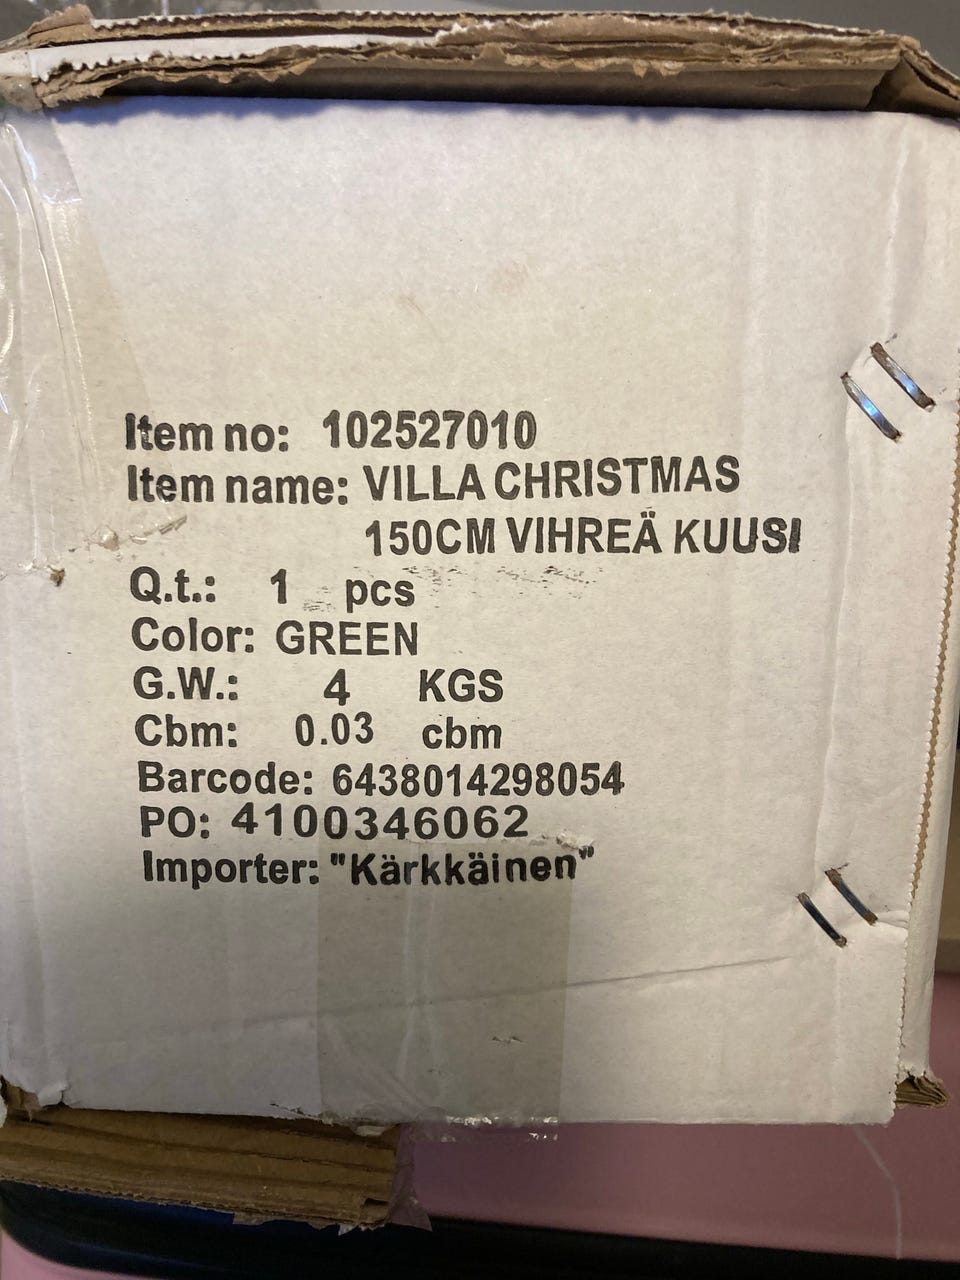 Item no: 102527010
Item name: VILLA CHRISTMAS
150CM VIHREÄ KUUSI
Q.t.: 1 pcs
Color: GREEN
G.W.: 4 KGS
Cbm: 0.03 cbm
Barcode: 6438014298054
PO: 4100346062
Importer: "Kärkkäinen"